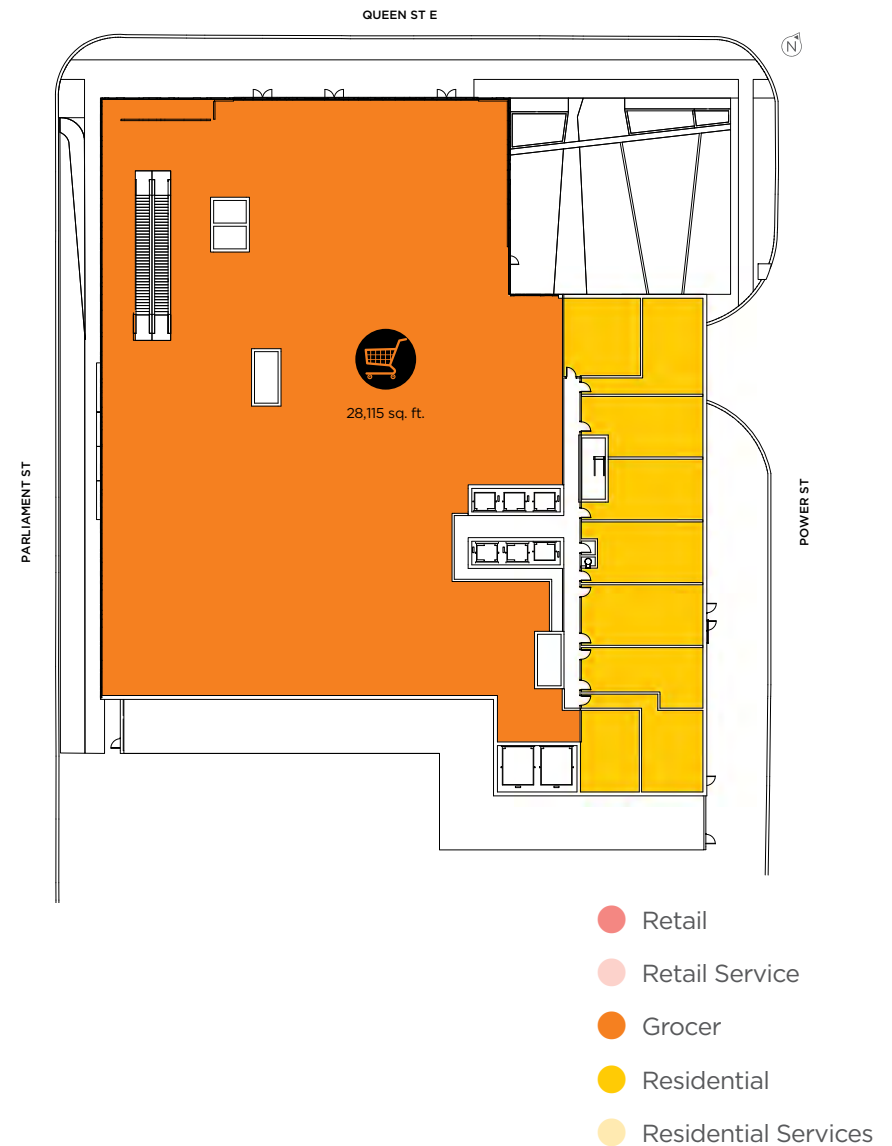 QUEEN ST E
N
28,115 sq. ft.
PARLIAMENT ST
POWER ST
Retail
Retail Service
Grocer
Residential
Residential Services